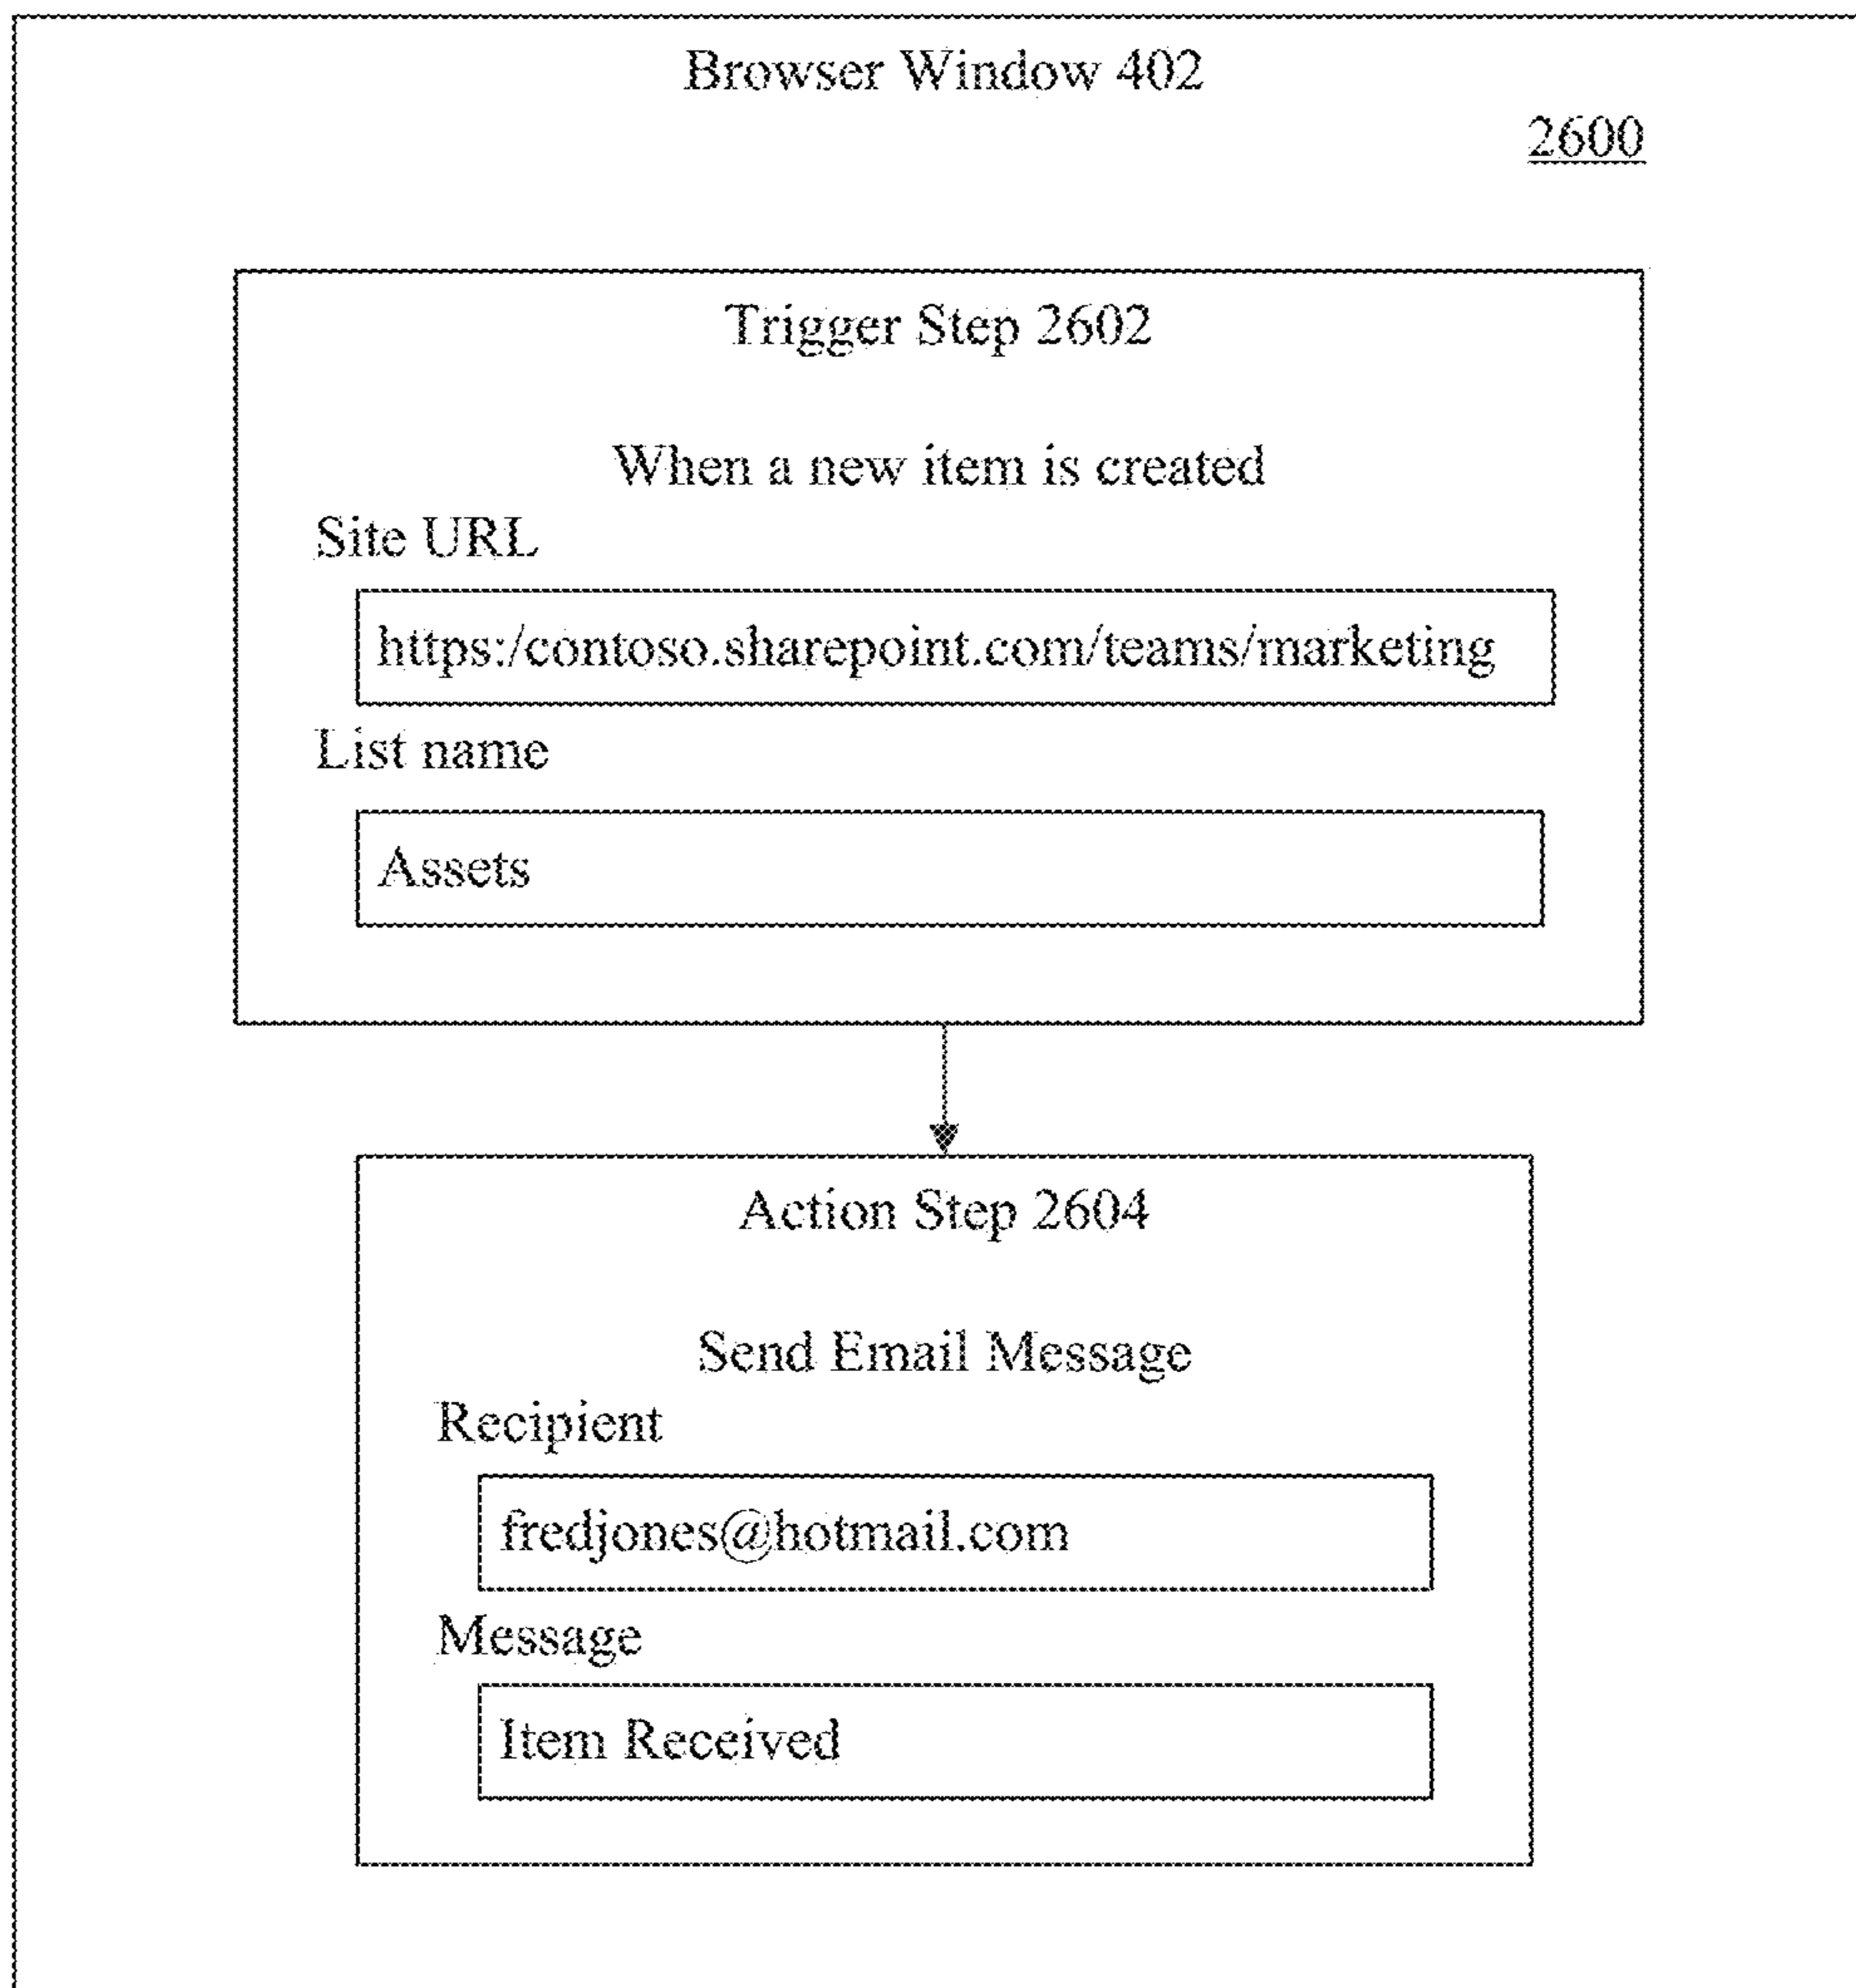 Browser Window 402
2600
Trigger Step 2602
When a new item is created
Site URL
https:/contoso.sharepoint.com/teams/marketing
List name
Assets
Action Step 2604
Send Email Message
Recipient
fredjones@hotmail.com
Message
Item Received